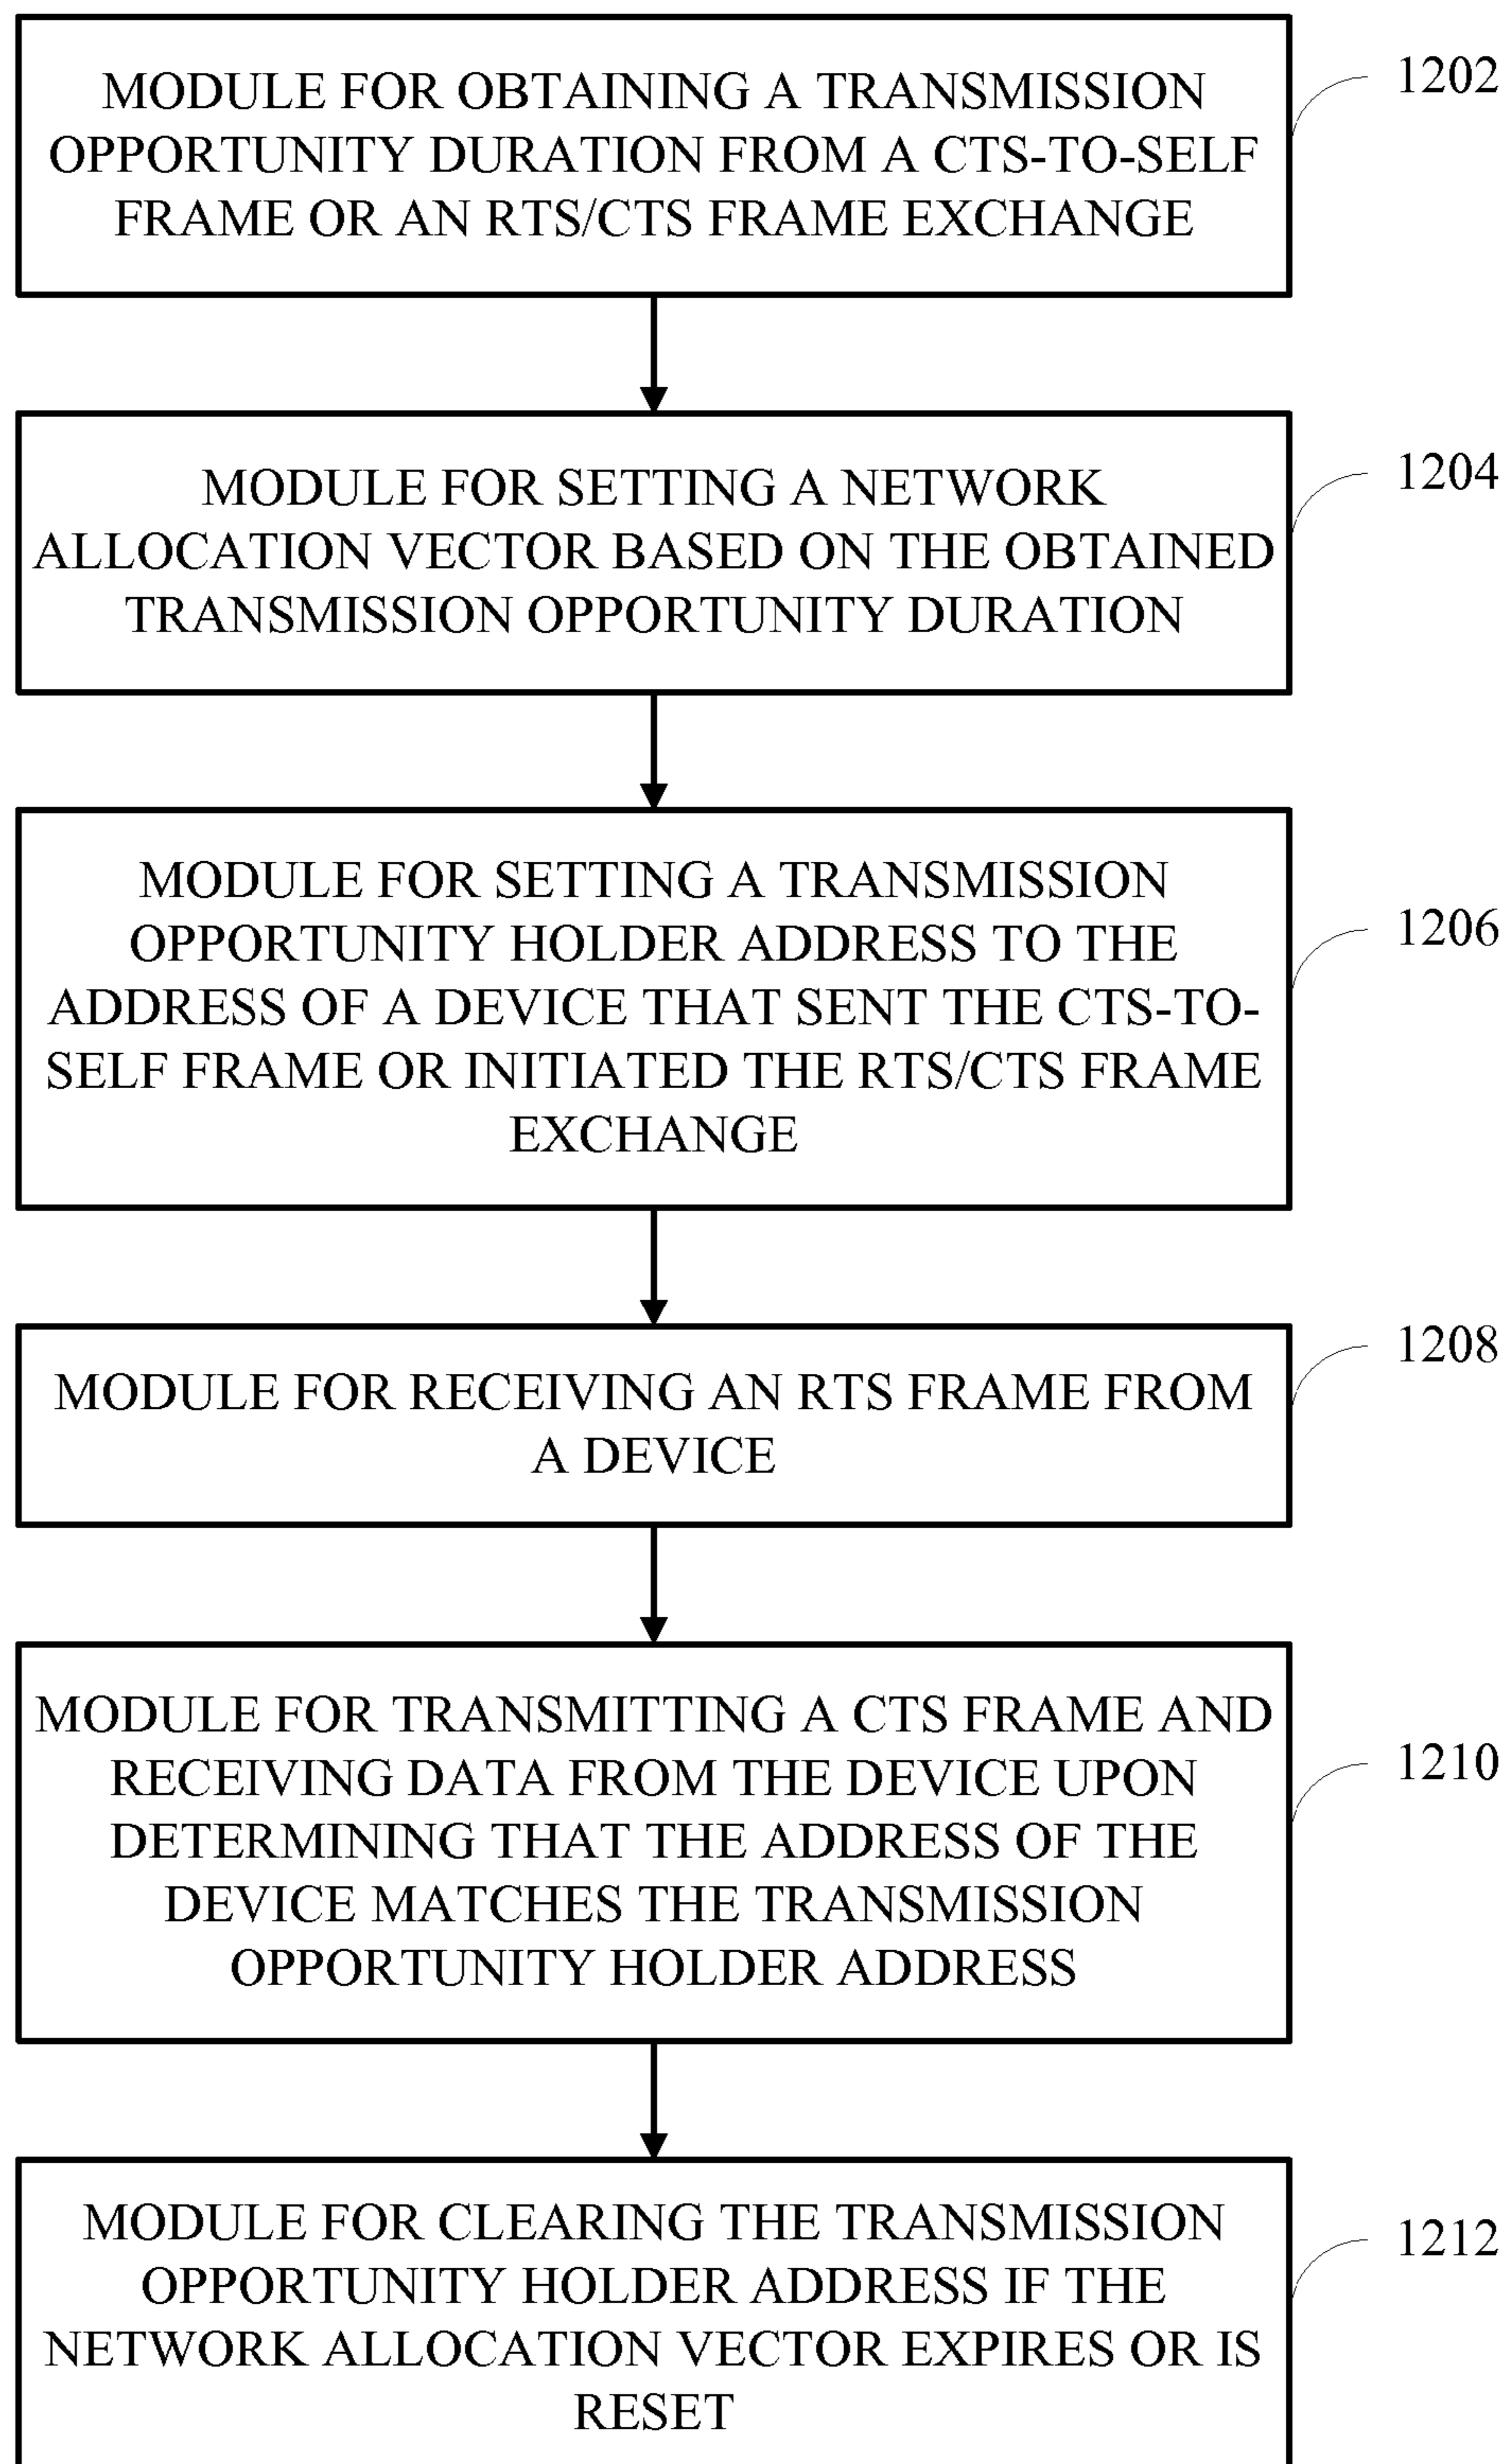 MODULE FOR OBTAINING A TRANSMISSION
OPPORTUNITY DURATION FROM A CTS-TO-SELF
FRAME OR AN RTS/CTS FRAME EXCHANGE
1202
MODULE FOR SETTING A NETWORK
ALLOCATION VECTOR BASED ON THE OBTAINED
TRANSMISSION OPPORTUNITY DURATION
1204
MODULE FOR SETTING A TRANSMISSION
OPPORTUNITY HOLDER ADDRESS TO THE
ADDRESS OF A DEVICE THAT SENT THE CTS-TO-
SELF FRAME OR INITIATED THE RTS/CTS FRAME
EXCHANGE
1206
MODULE FOR RECEIVING AN RTS FRAME FROM
A DEVICE
1208
MODULE FOR TRANSMITTING A CTS FRAME AND
RECEIVING DATA FROM THE DEVICE UPON
DETERMINING THAT THE ADDRESS OF THE
DEVICE MATCHES THE TRANSMISSION
OPPORTUNITY HOLDER ADDRESS
1210
MODULE FOR CLEARING THE TRANSMISSION
OPPORTUNITY HOLDER ADDRESS IF THE
NETWORK ALLOCATION VECTOR EXPIRES OR IS
RESET
1212